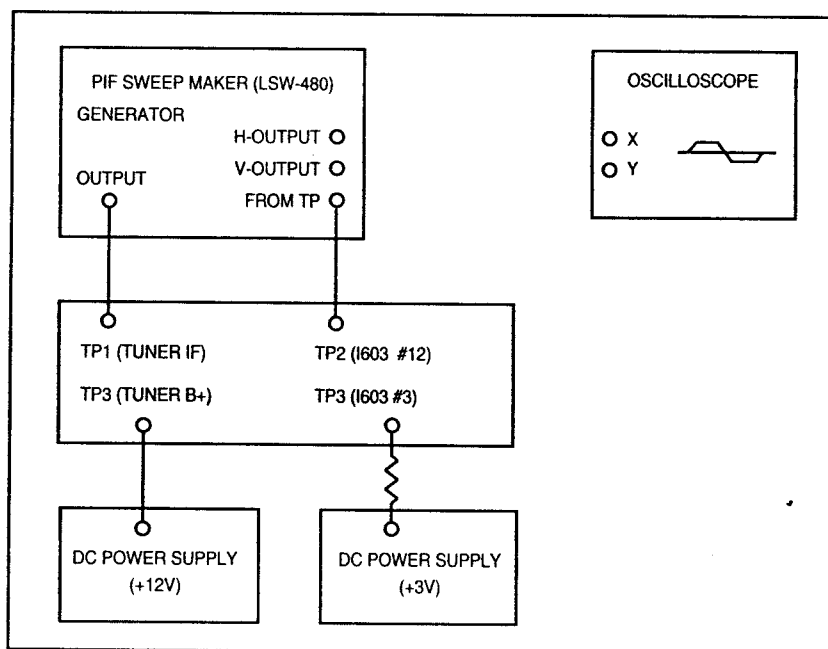 PIF SWEEP MAKER (LSW-480)
GENERATOR
H-OUTPUT
V-OUTPUT
OUTPUT
FROM TP
OSCILLOSCOPE
X
Y
TP1 (TUNER IF)
TP2 (I603 #12)
TP3 (TUNER B+)
TP3 (I603 #3)
DC POWER SUPPLY
(+12V)
DC POWER SUPPLY
(+3V)